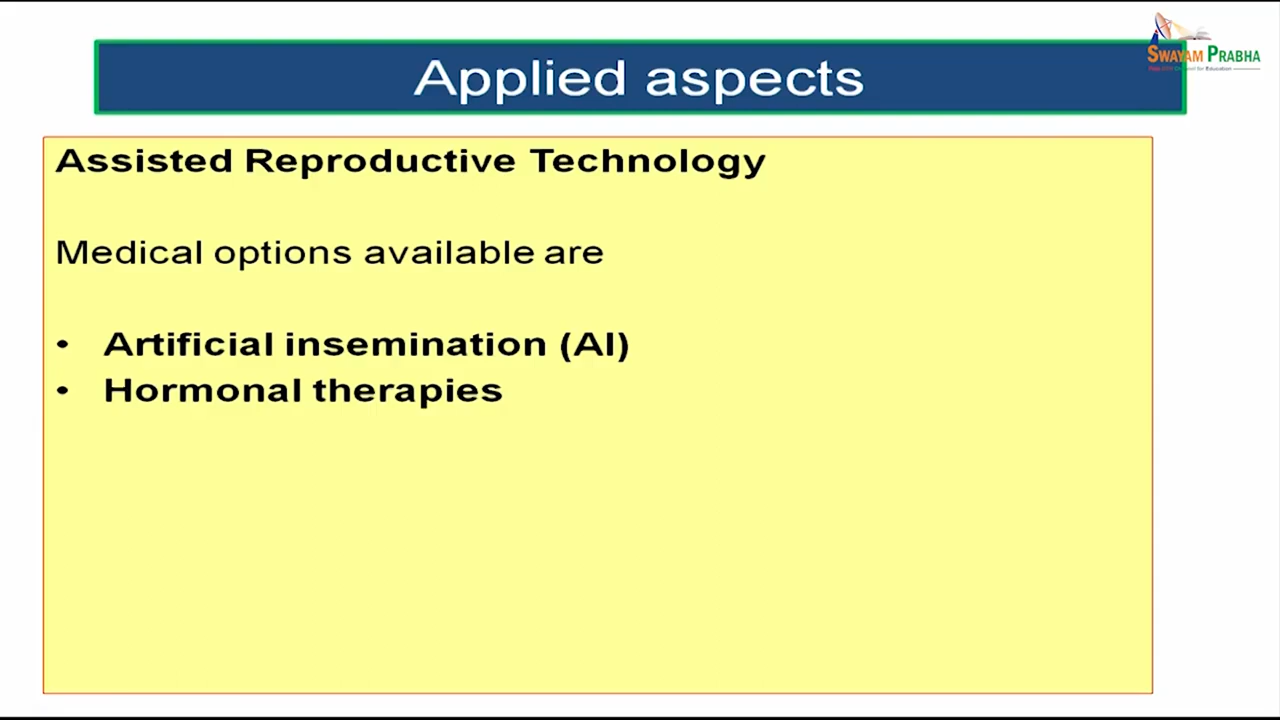 SWAYAM PRABHA
Applied aspects
Assisted Reproductive Technology
Medical options available are
• Artificial insemination (AI)
• Hormonal therapies